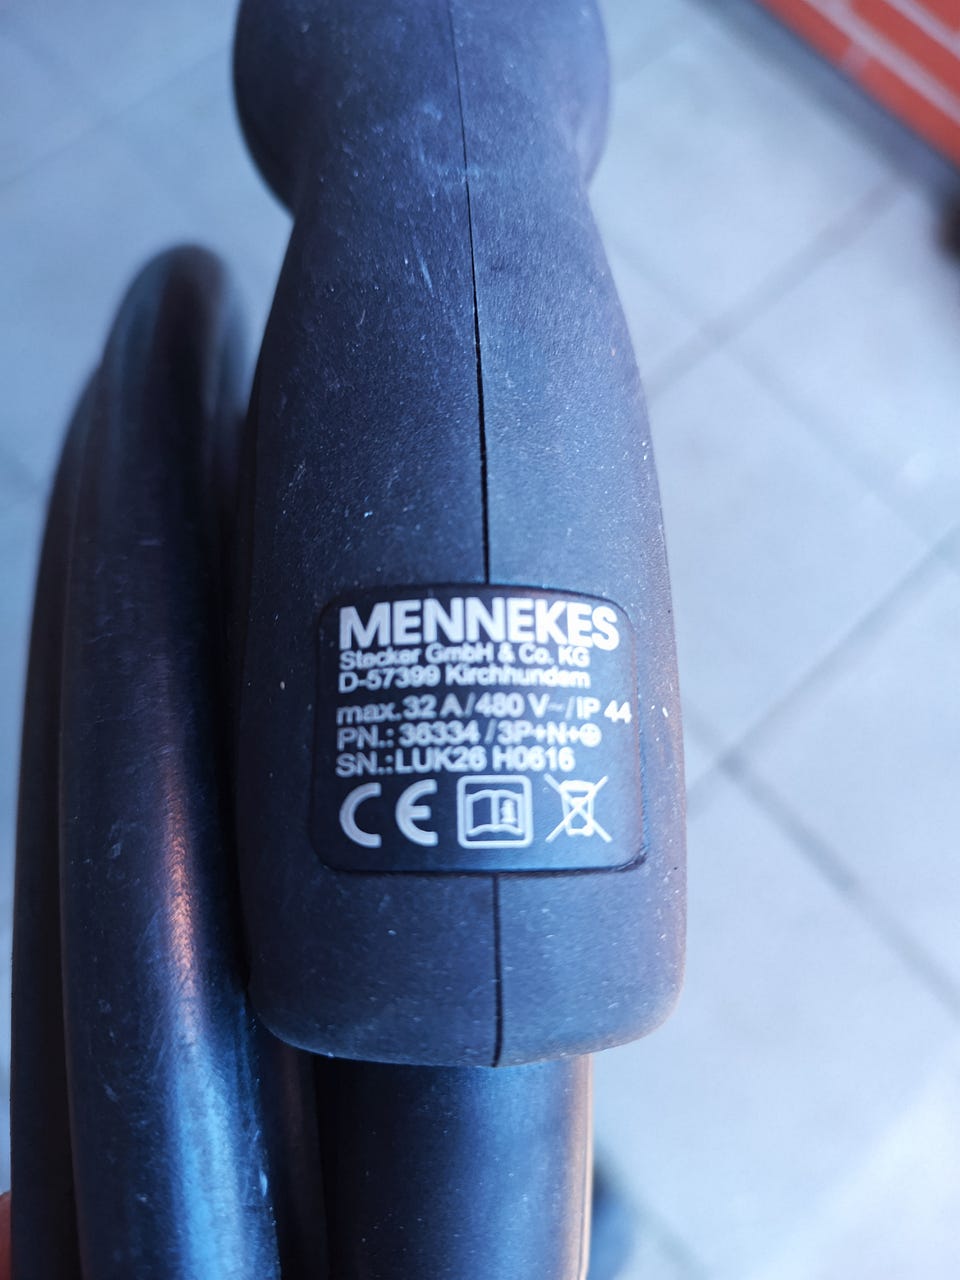 MENNEKES
Stecker GmbH & Co. KG
D-57399 Kirchhundem
max. 32 A / 480 V~ / IP 44
PN.: 36334 / 3P+N+⏚
SN.: LUK26 H0616
CE